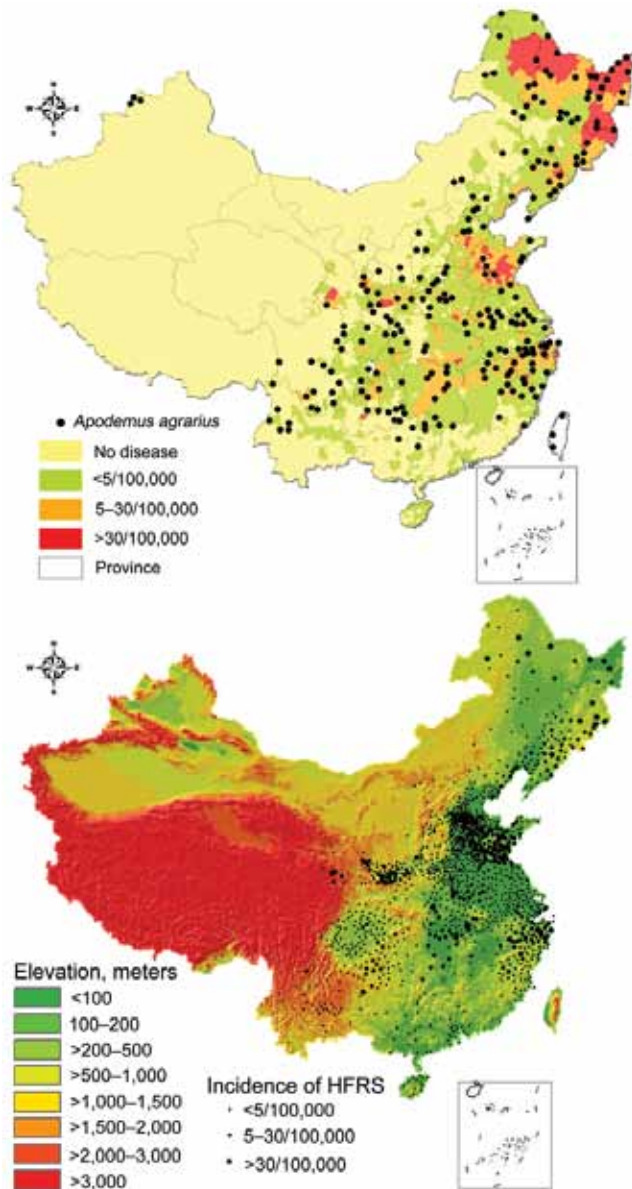 Apodemus agrarius
No disease
<5/100,000
5–30/100,000
>30/100,000
Province
Elevation, meters
<100
100–200
>200–500
>500–1,000
>1,000–1,500
>1,500–2,000
>2,000–3,000
>3,000
Incidence of HFRS
<5/100,000
5–30/100,000
>30/100,000